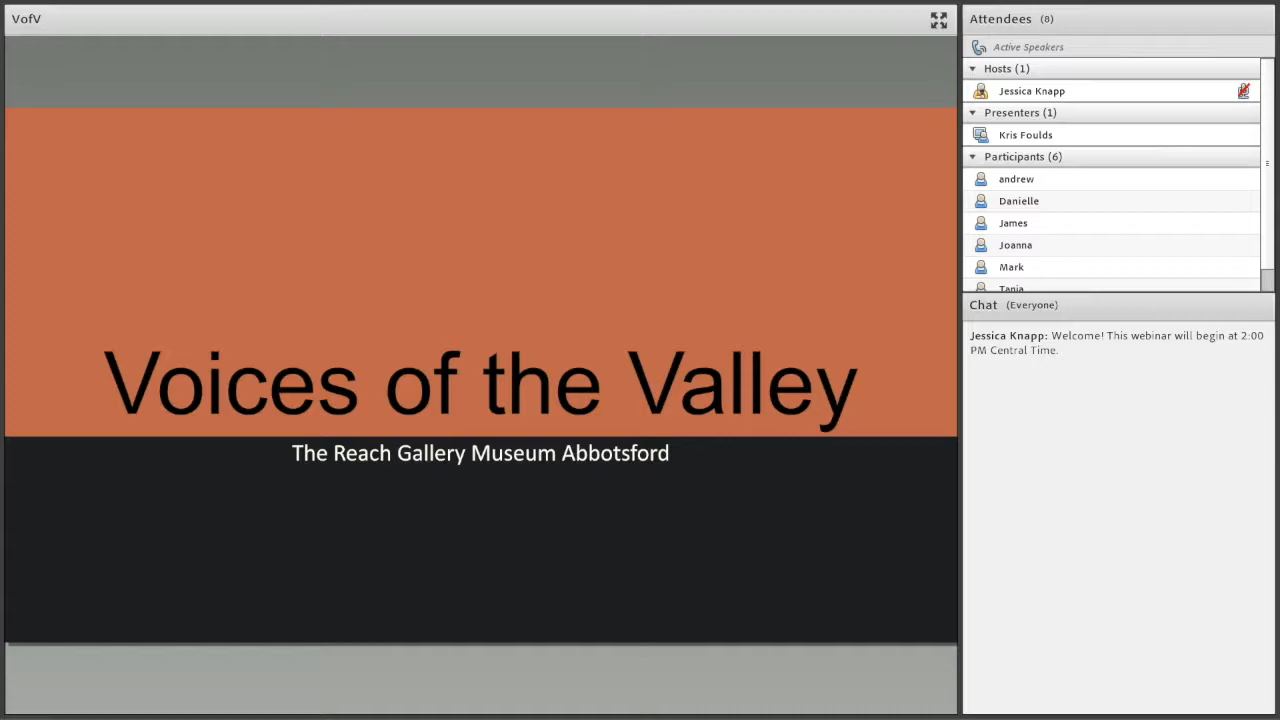 VofV
Voices of the Valley
The Reach Gallery Museum Abbotsford
Attendees (8)
Active Speakers
Hosts (1)
Jessica Knapp
Presenters (1)
Kris Foulds
Participants (6)
andrew
Danielle
James
Joanna
Mark
Tania
Chat (Everyone)
Jessica Knapp: Welcome! This webinar will begin at 2:00
PM Central Time.